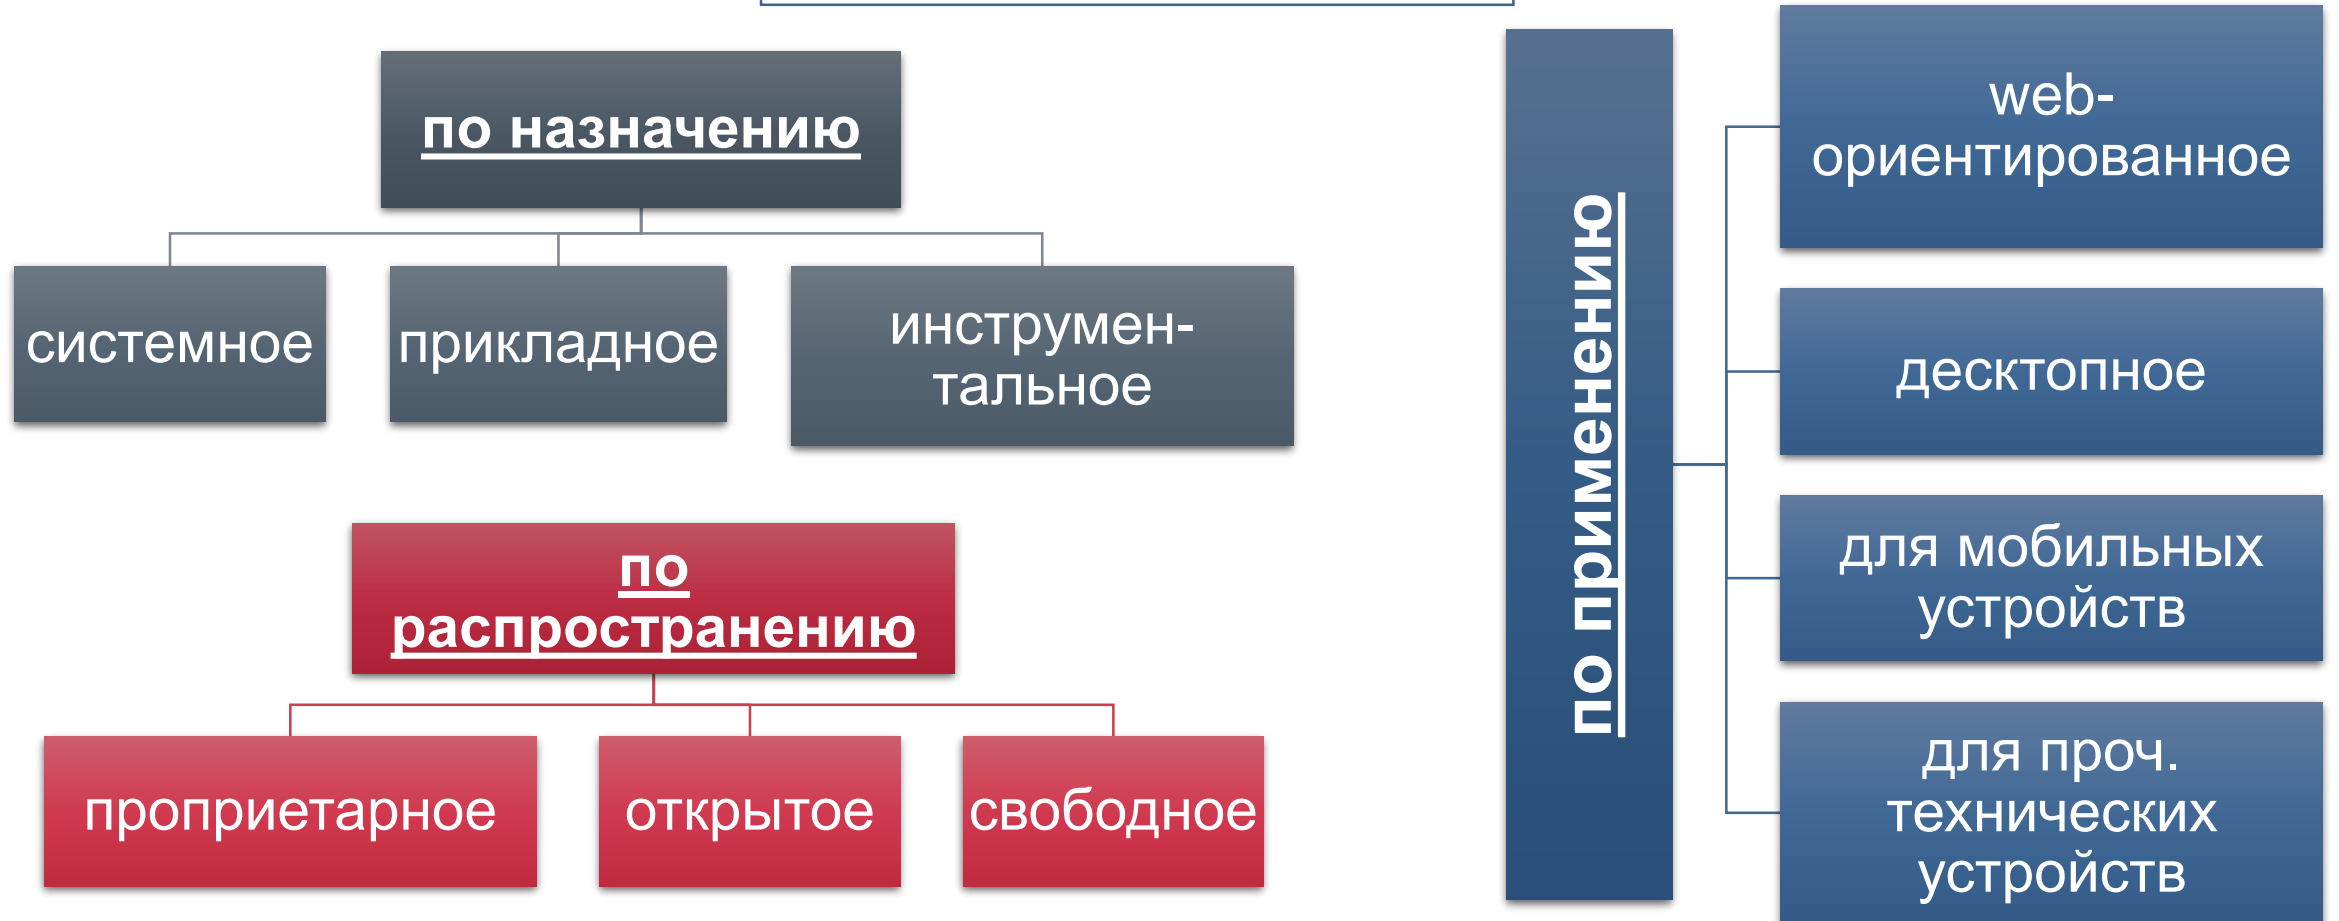 по назначению
системное
прикладное
инструмен-
тальное
по
распространению
проприетарное
открытое
свободное
по применению
web-
ориентированное
десктопное
для мобильных
устройств
для проч.
технических
устройств